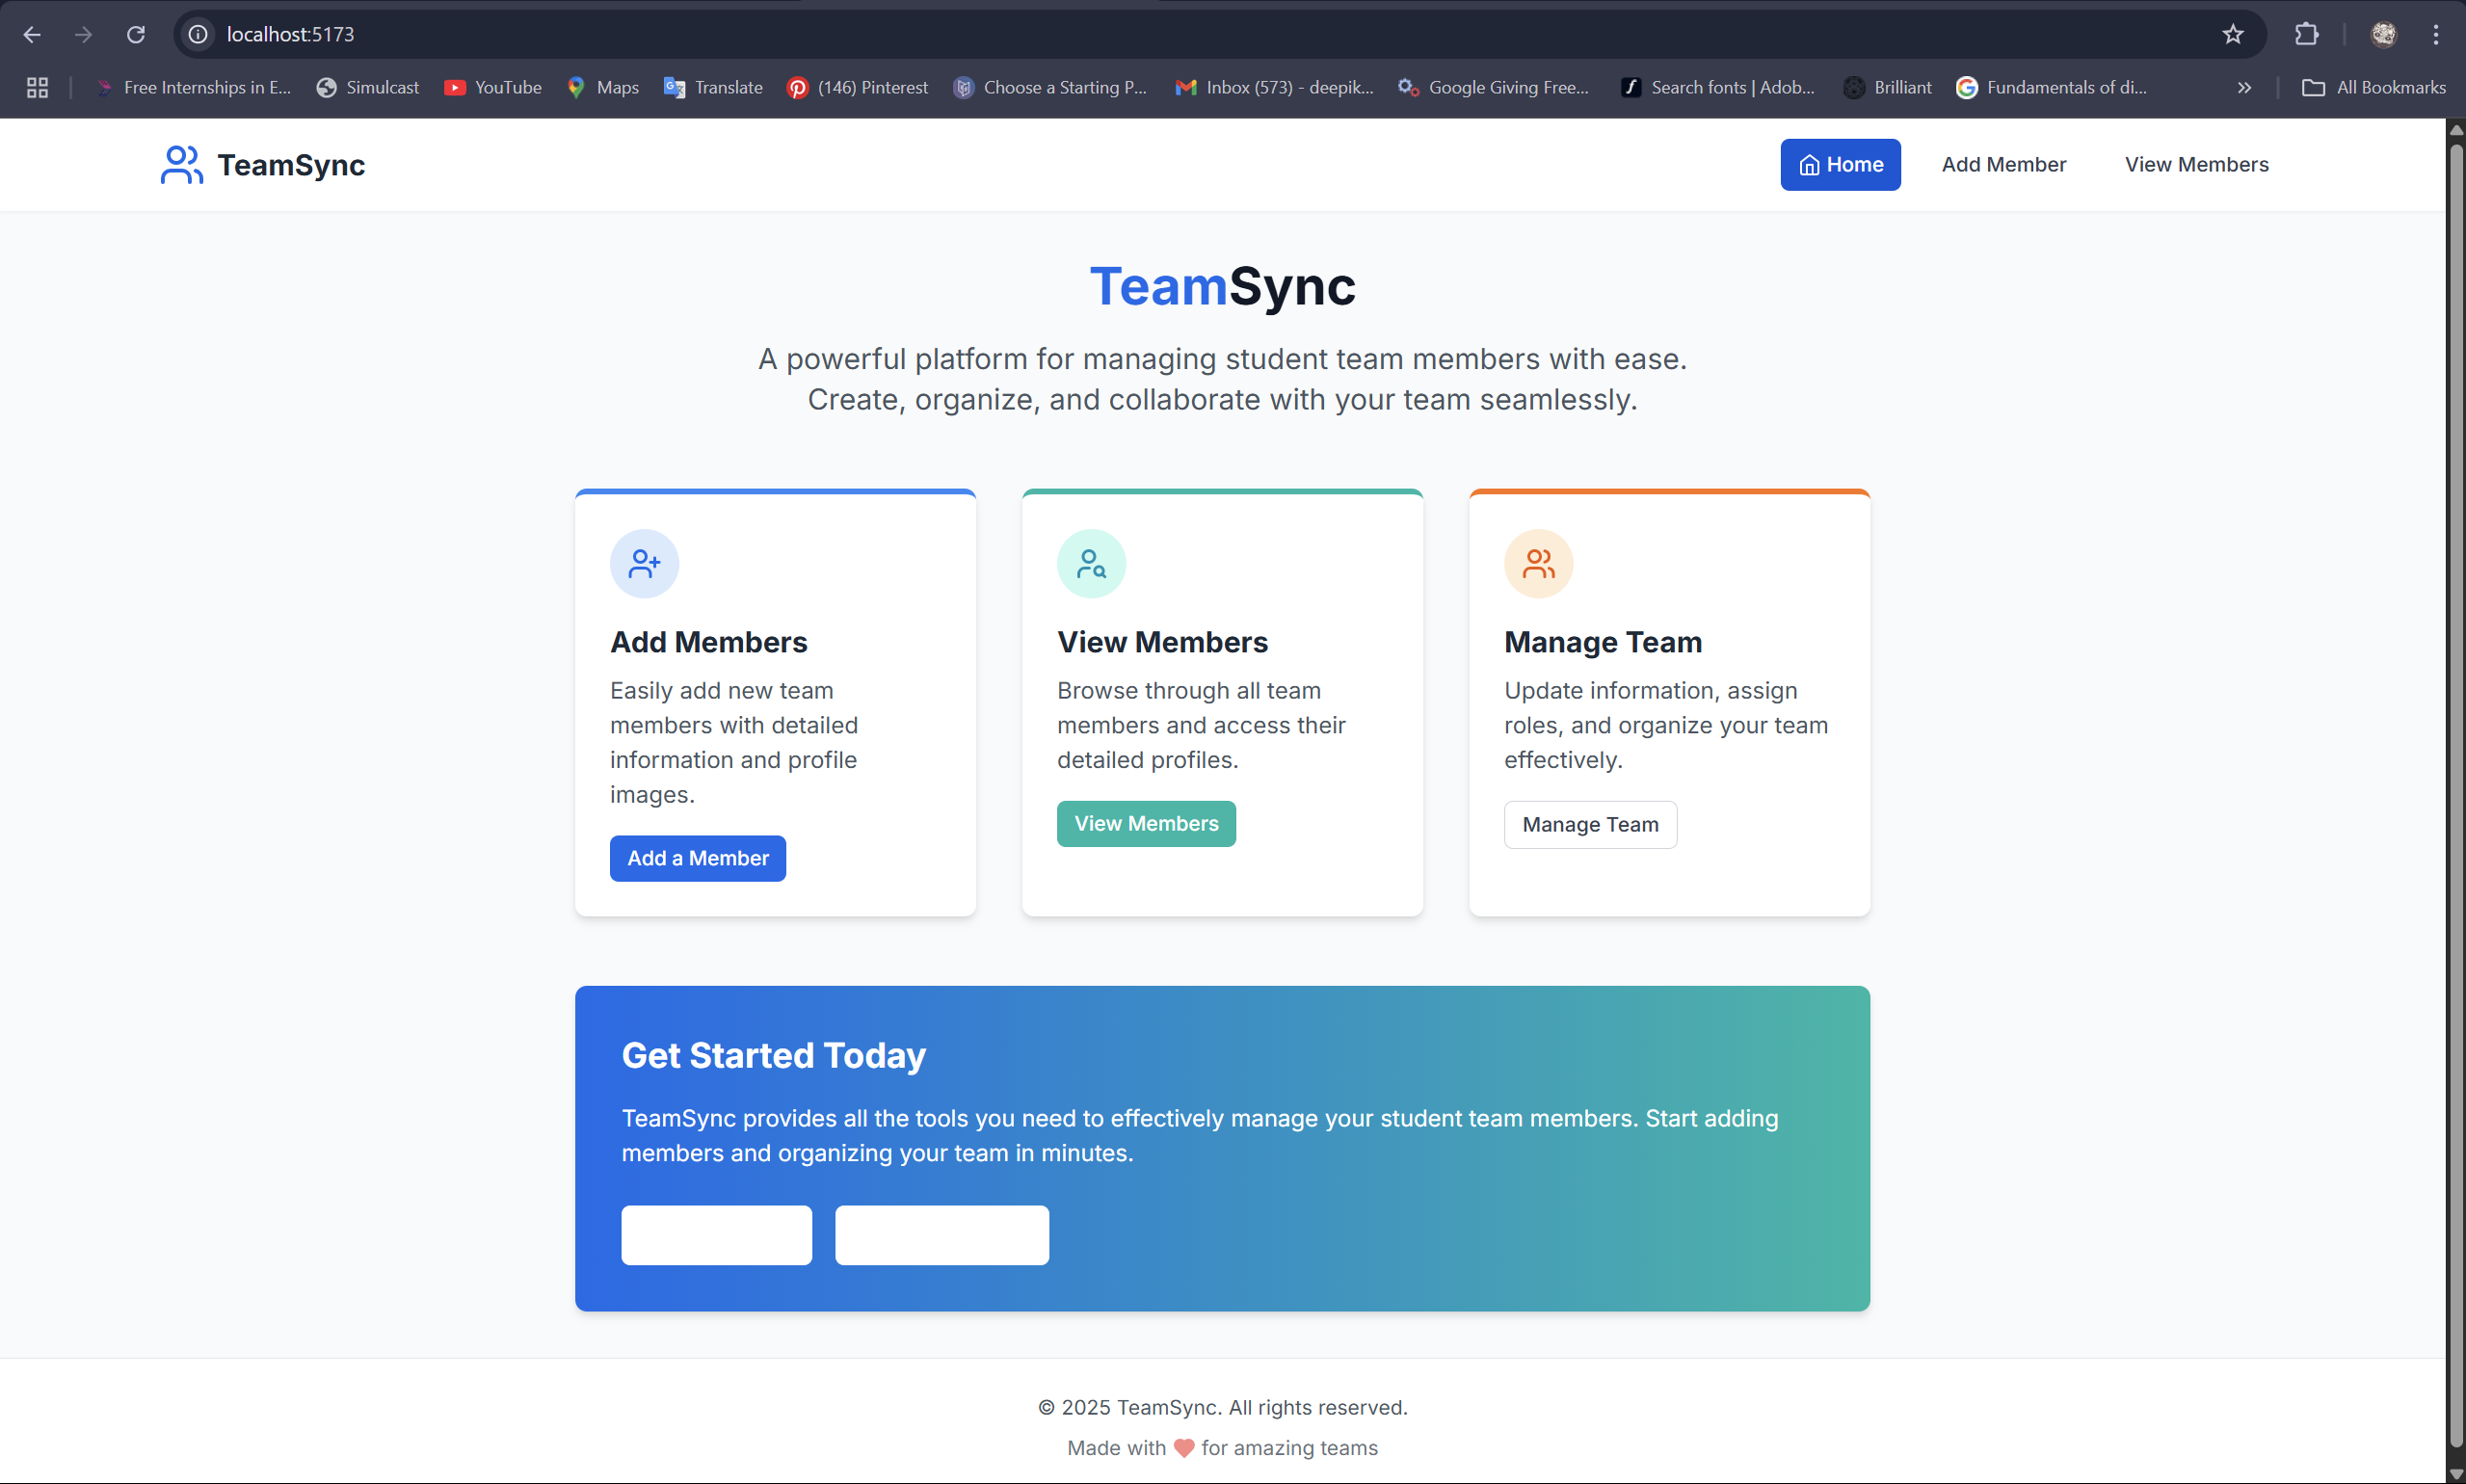 localhost:5173
Free Internships in E... Simulcast YouTube Maps Translate (146) Pinterest Choose a Starting P... Inbox (573) - deepik... Google Giving Free... Search fonts | Adob... Brilliant Fundamentals of di... All Bookmarks
TeamSync Home Add Member View Members
TeamSync
A powerful platform for managing student team members with ease.
Create, organize, and collaborate with your team seamlessly.
Add Members
Easily add new team
members with detailed
information and profile
images.
Add a Member
View Members
Browse through all team
members and access their
detailed profiles.
View Members
Manage Team
Update information, assign
roles, and organize your team
effectively.
Manage Team
Get Started Today
TeamSync provides all the tools you need to effectively manage your student team members. Start adding
members and organizing your team in minutes.
© 2025 TeamSync. All rights reserved.
Made with ❤ for amazing teams